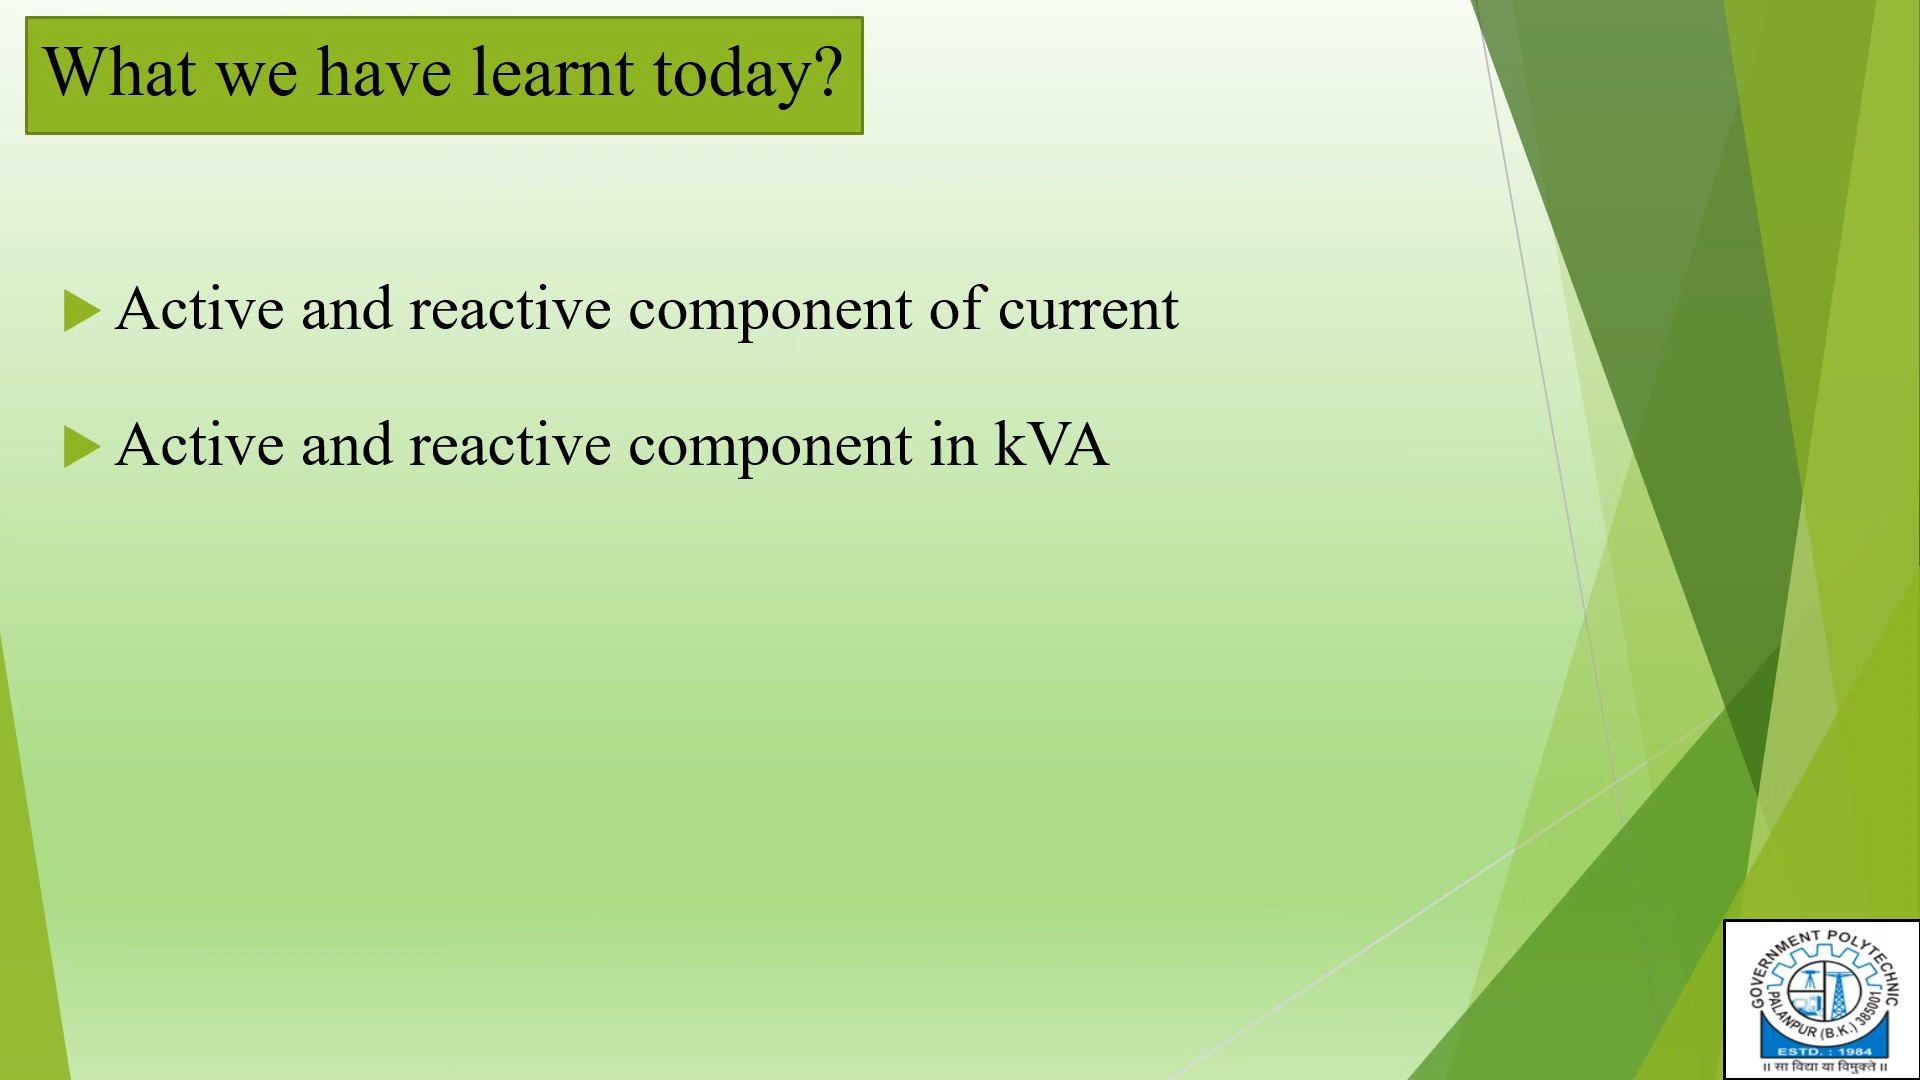 What we have learnt today?
Active and reactive component of current
Active and reactive component in kVA
GOVERNMENT POLYTECHNIC
PALANPUR (B.K.) 385001
ESTD. : 1984
॥ सा विद्या या विमुक्ते ॥